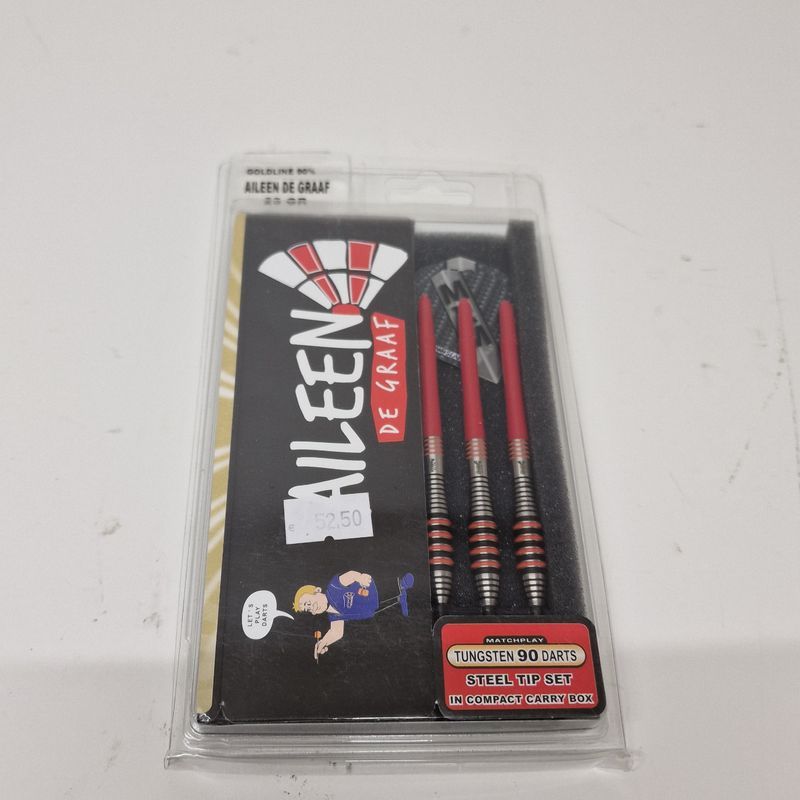 GOLDLINE 90%
AILEEN DE GRAAF
AILEEN
DE GRAAF
€ 52,50
LET'S
PLAY
DARTS
MATCHPLAY
TUNGSTEN 90 DARTS
STEEL TIP SET
IN COMPACT CARRY BOX